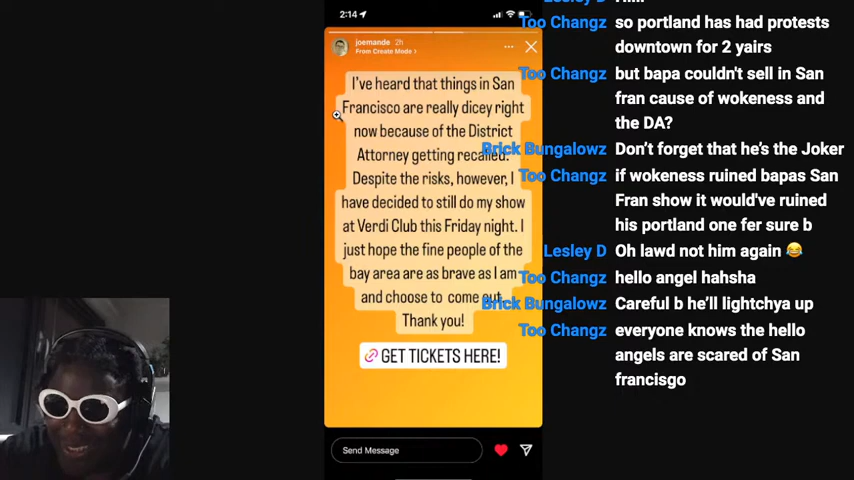 2:14
joemande 2h
From Create Mode >
I've heard that things in San
Francisco are really dicey right
now because of the District
Attorney getting recalled.
Despite the risks, however, I
have decided to still do my show
at Verdi Club this Friday night. I
just hope the fine people of the
bay area are as brave as I am
and choose to come out.
Thank you!
GET TICKETS HERE!
Send Message
Lesley D
Too Changz so portland has had protests
downtown for 2 yairs
Too Changz but bapa couldn't sell in San
fran cause of wokeness and
the DA?
Brick Bungalowz Don't forget that he's the Joker
Too Changz if wokeness ruined bapas San
Fran show it would've ruined
his portland one fer sure b
Lesley D Oh lawd not him again 😂
Too Changz hello angel hahsha
Brick Bungalowz Careful b he'll lightchya up
Too Changz everyone knows the hello
angels are scared of San
francisgo